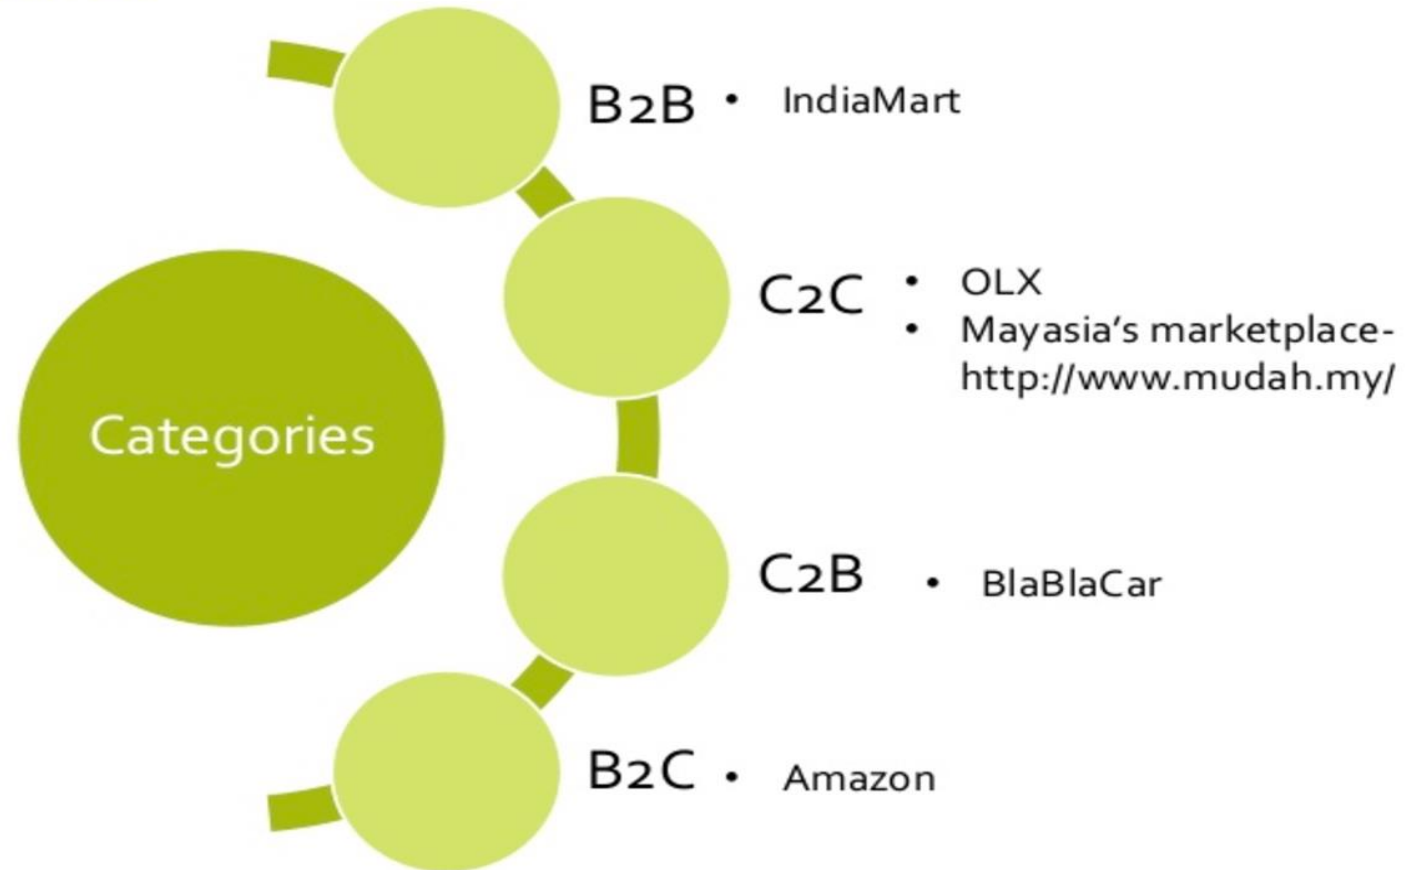 B2B • IndiaMart
C2C • OLX
• Mayasia’s marketplace-
http://www.mudah.my/
Categories
C2B • BlaBlaCar
B2C • Amazon